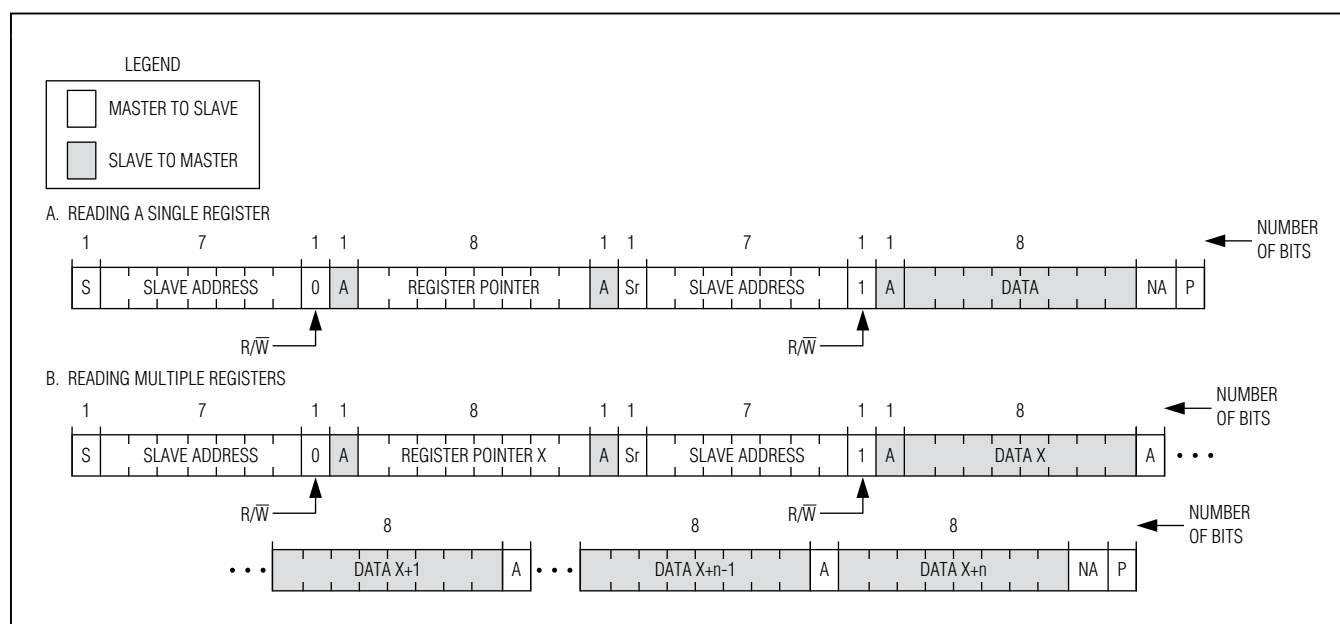 LEGEND
MASTER TO SLAVE
SLAVE TO MASTER
A. READING A SINGLE REGISTER
1 7 1 1 8 1 1 7 1 1 8 NUMBER OF BITS
S SLAVE ADDRESS 0 A REGISTER POINTER A Sr SLAVE ADDRESS 1 A DATA NA P
R/W̅ R/W̅
B. READING MULTIPLE REGISTERS
1 7 1 1 8 1 1 7 1 1 8 NUMBER OF BITS
S SLAVE ADDRESS 0 A REGISTER POINTER X A Sr SLAVE ADDRESS 1 A DATA X A • • •
R/W̅ R/W̅
8 8 8 NUMBER OF BITS
• • • DATA X+1 A • • • DATA X+n-1 A DATA X+n NA P